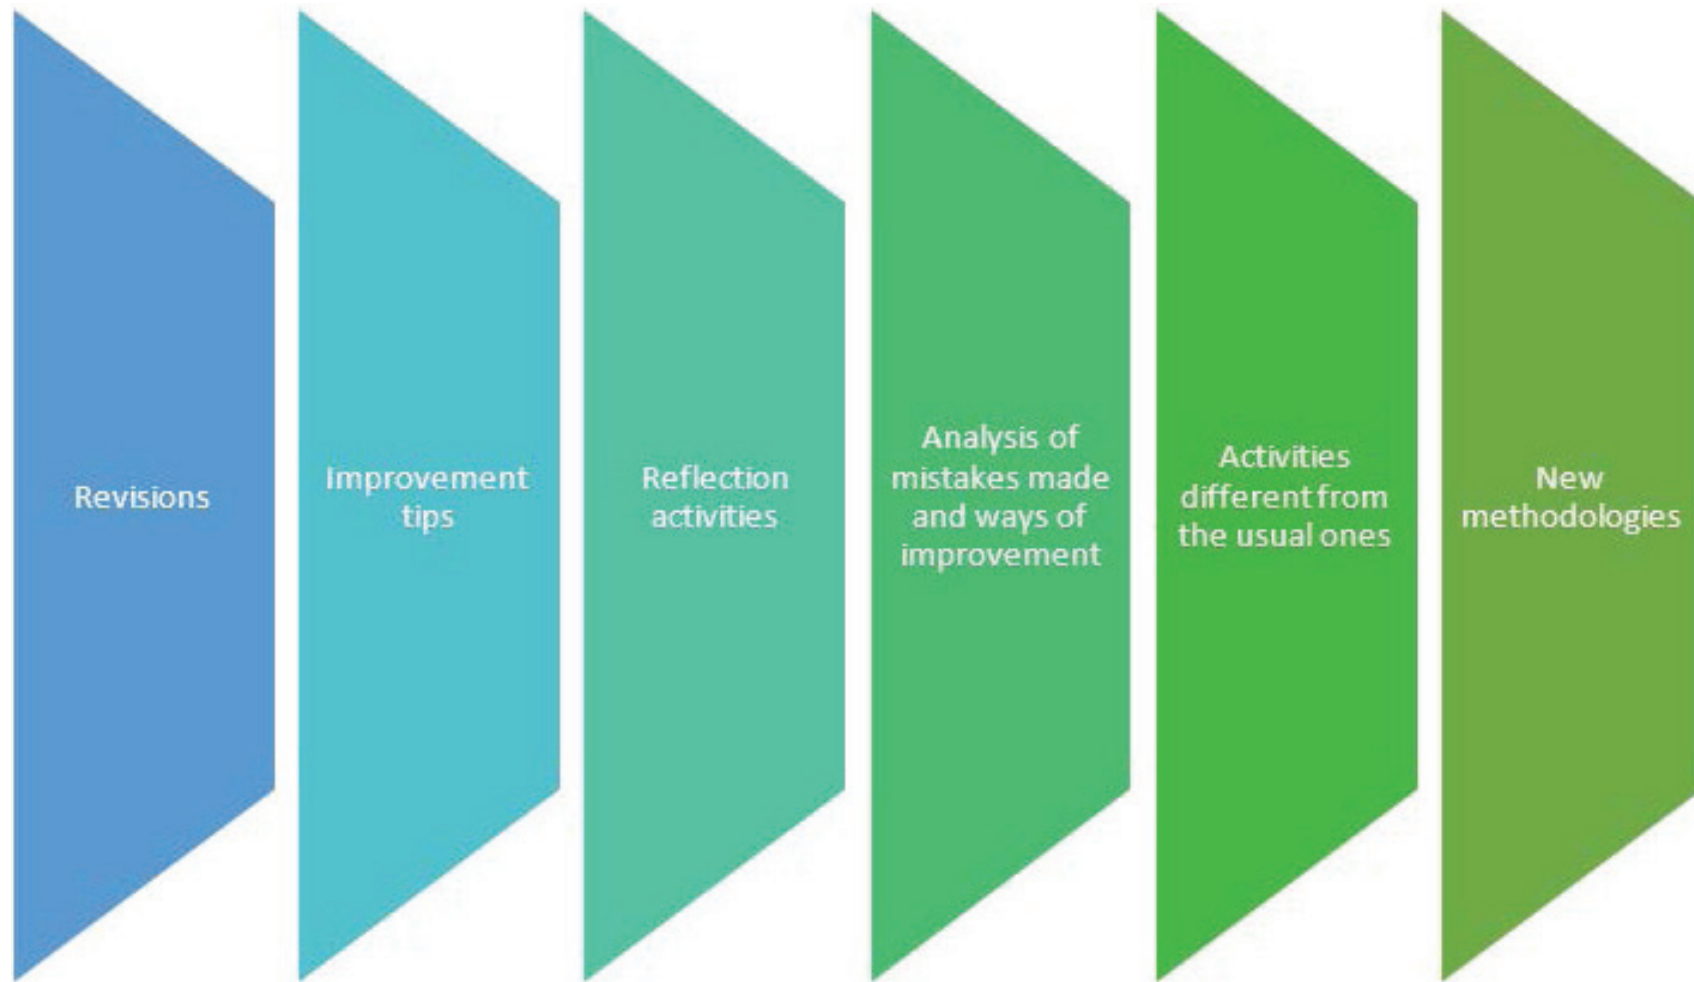 Revisions
Improvement
tips
Reflection
activities
Analysis of
mistakes made
and ways of
improvement
Activities
different from
the usual ones
New
methodologies